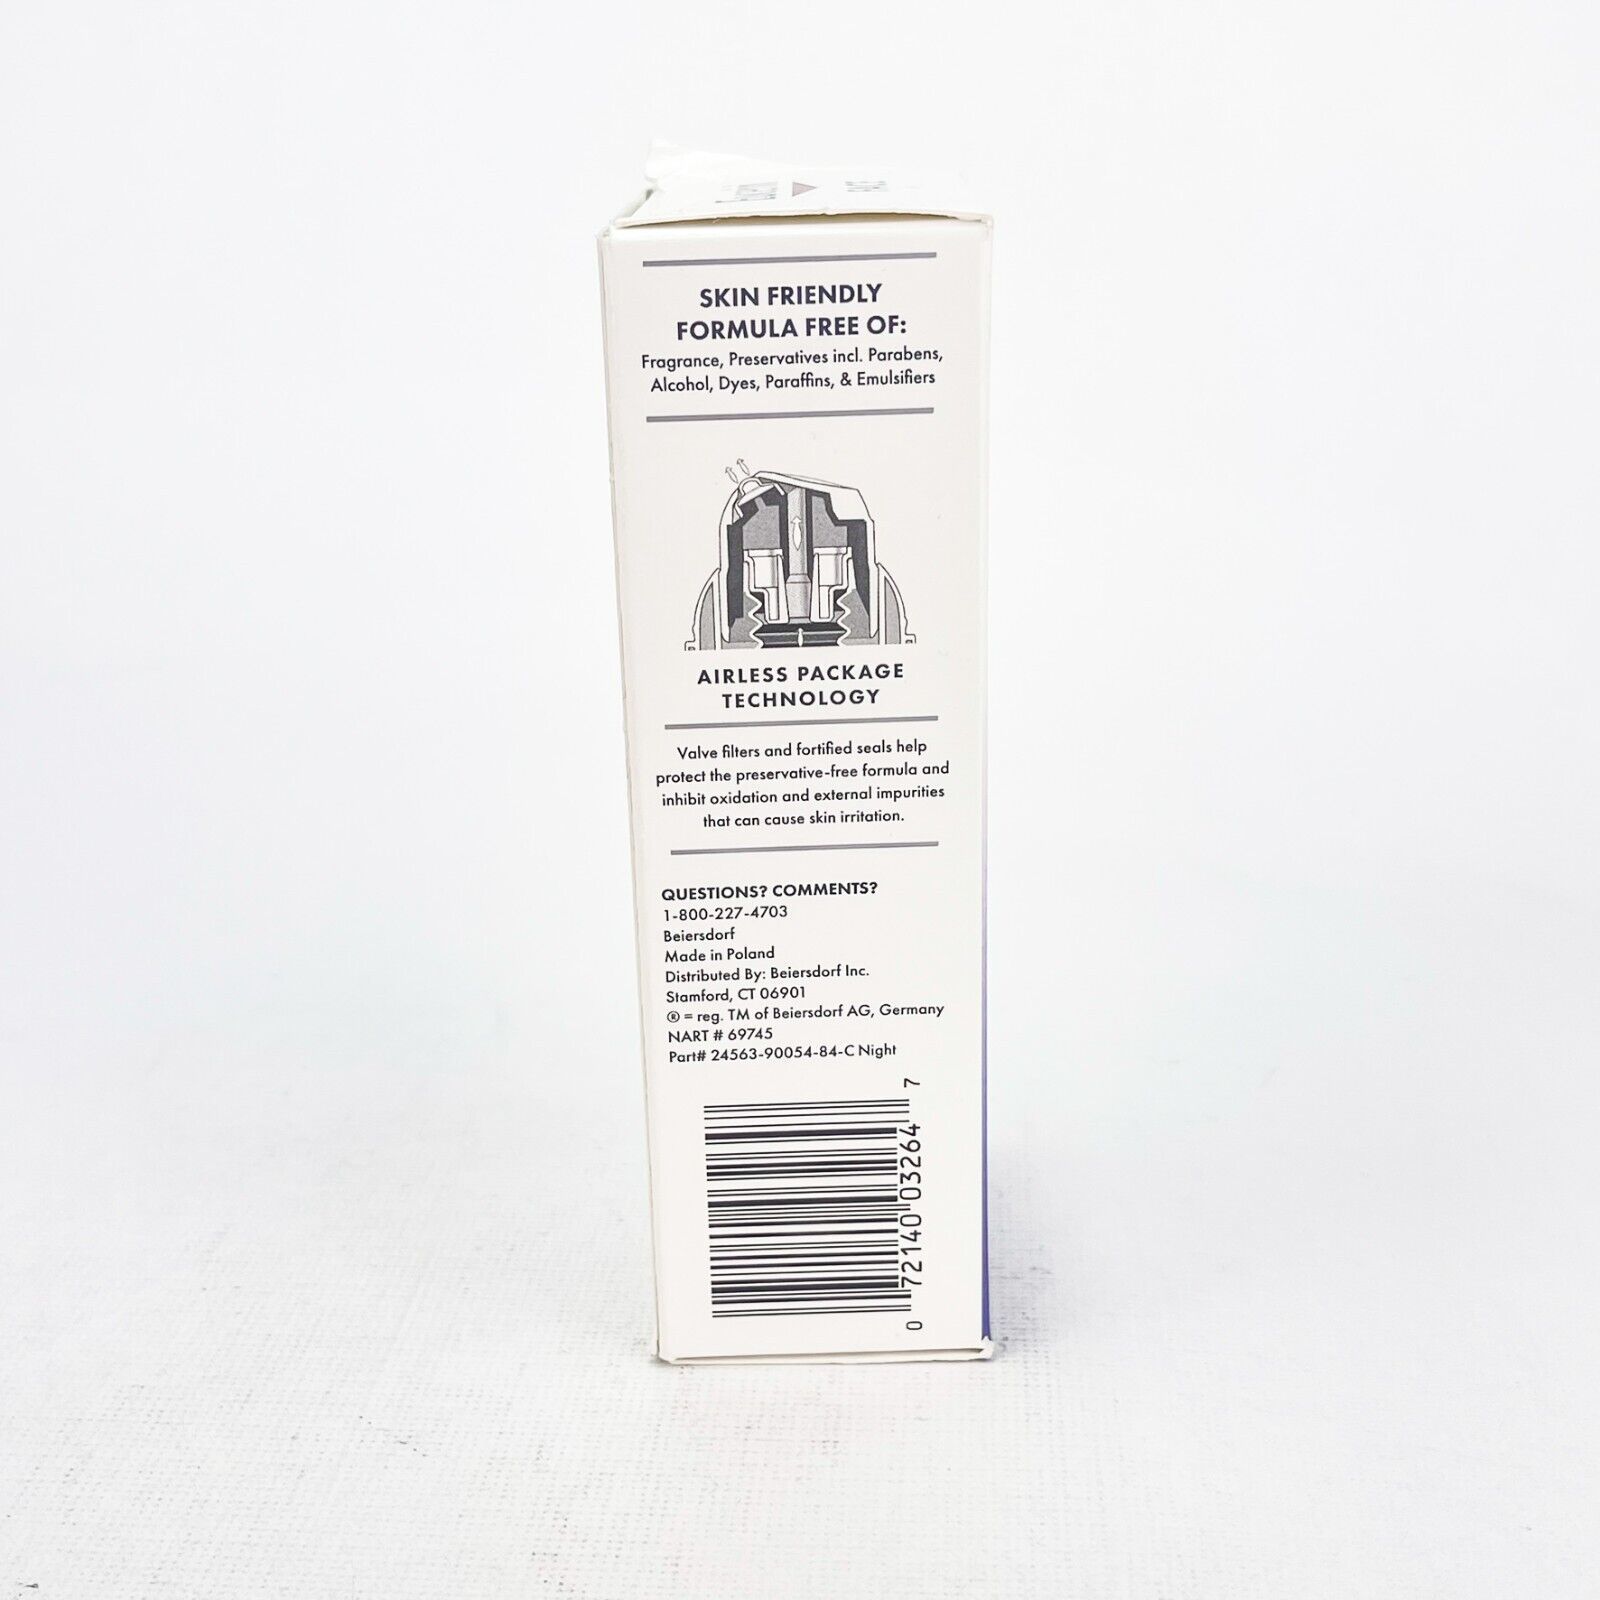 Eucerin
FACE
SKIN FRIENDLY
FORMULA FREE OF:
Fragrance, Preservatives incl. Parabens,
Alcohol, Dyes, Paraffins, & Emulsifiers
AIRLESS PACKAGE
TECHNOLOGY
Valve filters and fortified seals help
protect the preservative-free formula and
inhibit oxidation and external impurities
that can cause skin irritation.
QUESTIONS? COMMENTS?
1-800-227-4703
Beiersdorf
Made in Poland
Distributed By: Beiersdorf Inc.
Stamford, CT 06901
® = reg. TM of Beiersdorf AG, Germany
NART # 69745
Part# 24563-90054-84-C Night
0 72140 03264 7